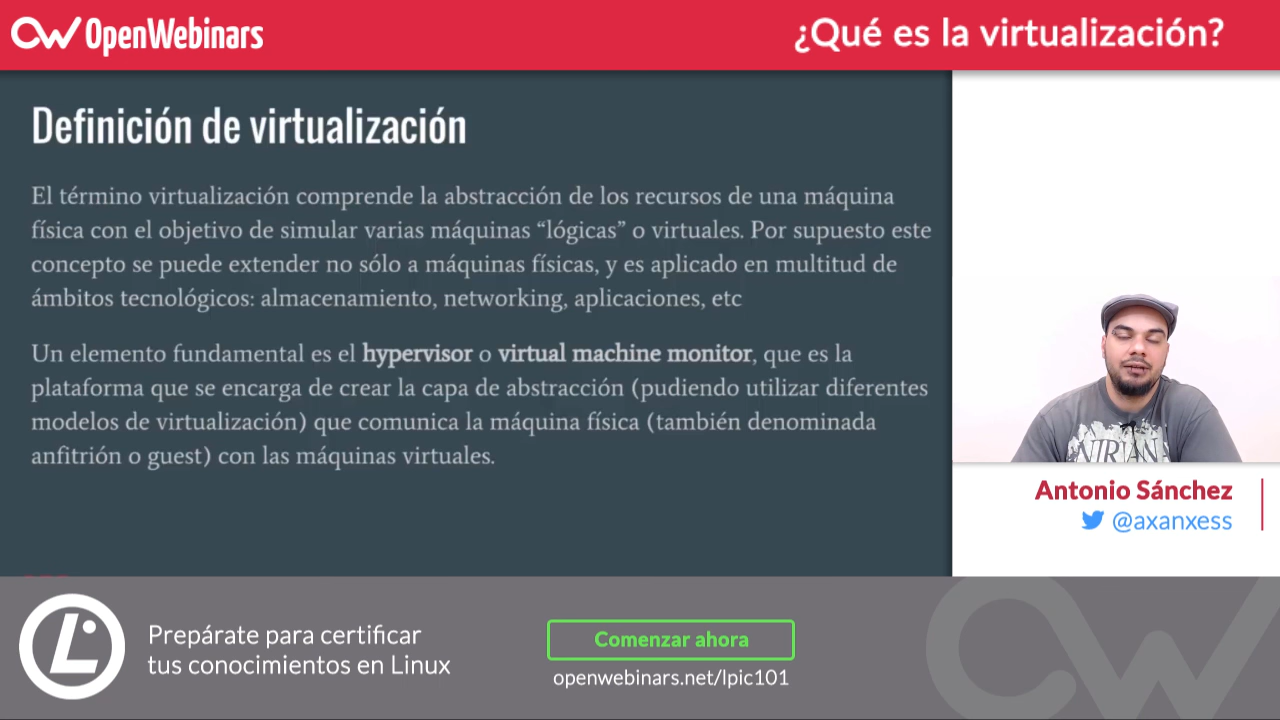 OpenWebinars
¿Qué es la virtualización?
Definición de virtualización
El término virtualización comprende la abstracción de los recursos de una máquina
física con el objetivo de simular varias máquinas “lógicas” o virtuales. Por supuesto este
concepto se puede extender no sólo a máquinas físicas, y es aplicado en multitud de
ámbitos tecnológicos: almacenamiento, networking, aplicaciones, etc
Un elemento fundamental es el hypervisor o virtual machine monitor, que es la
plataforma que se encarga de crear la capa de abstracción (pudiendo utilizar diferentes
modelos de virtualización) que comunica la máquina física (también denominada
anfitrión o guest) con las máquinas virtuales.
Antonio Sánchez
@axanxess
Prepárate para certificar
tus conocimientos en Linux
Comenzar ahora
openwebinars.net/lpic101